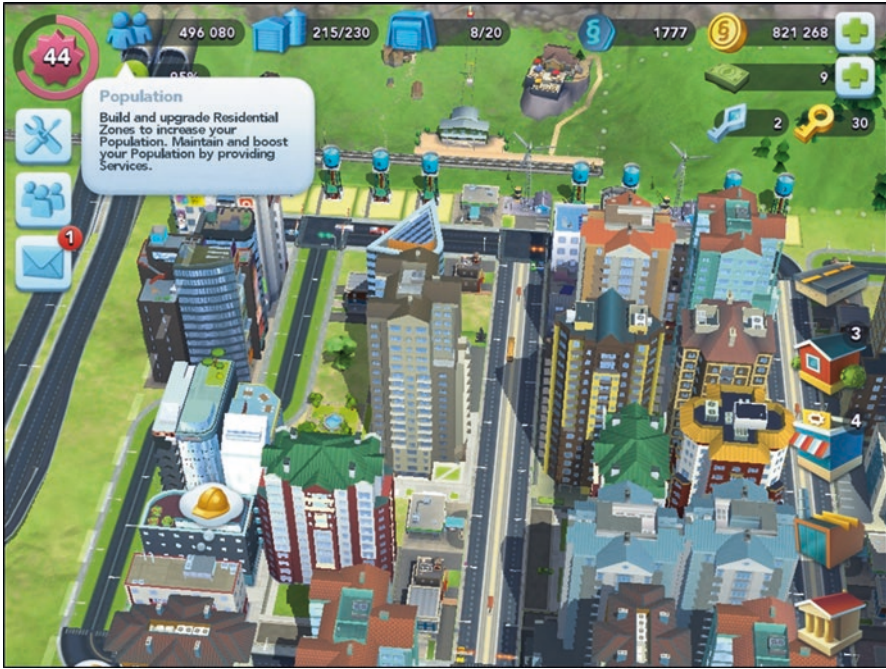 44
496 080
215/230
8/20
1777
821 268
95%
9
2
30
Population
Build and upgrade Residential
Zones to increase your
Population. Maintain and boost
your Population by providing
Services.
1
3
4